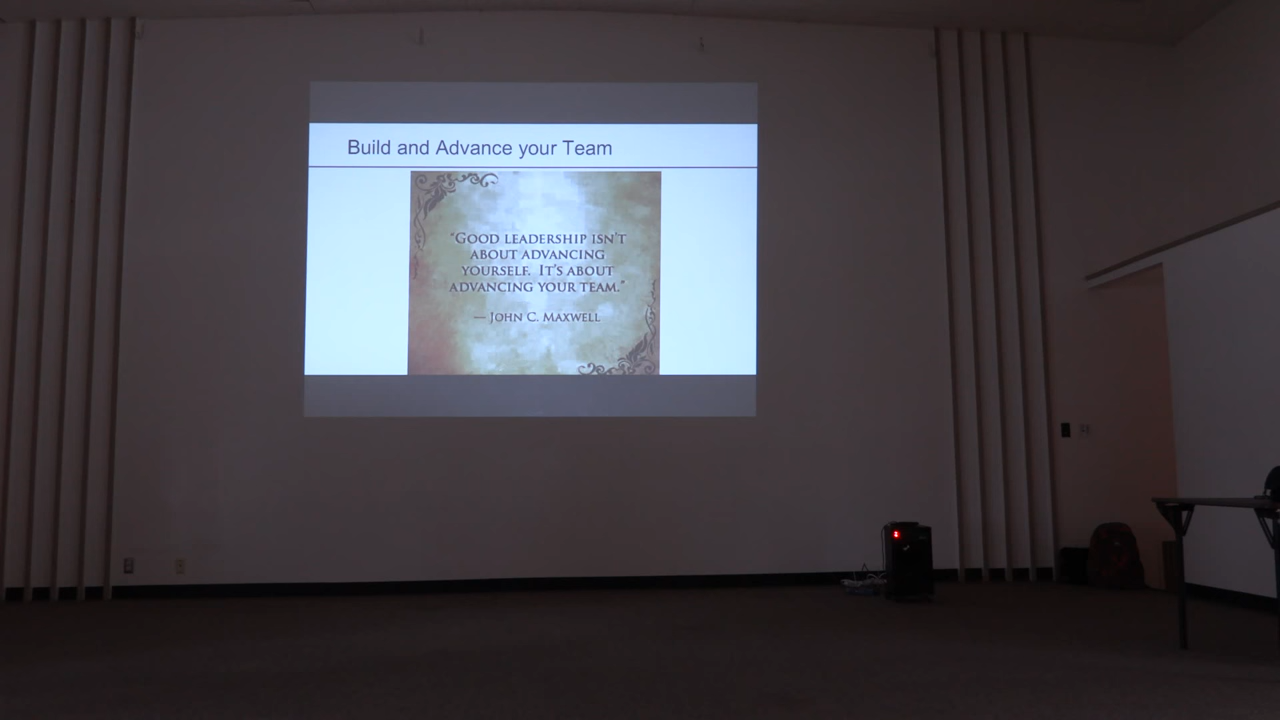 Build and Advance your Team
"Good leadership isn't
about advancing
yourself. It's about
advancing your team."
— John C. Maxwell